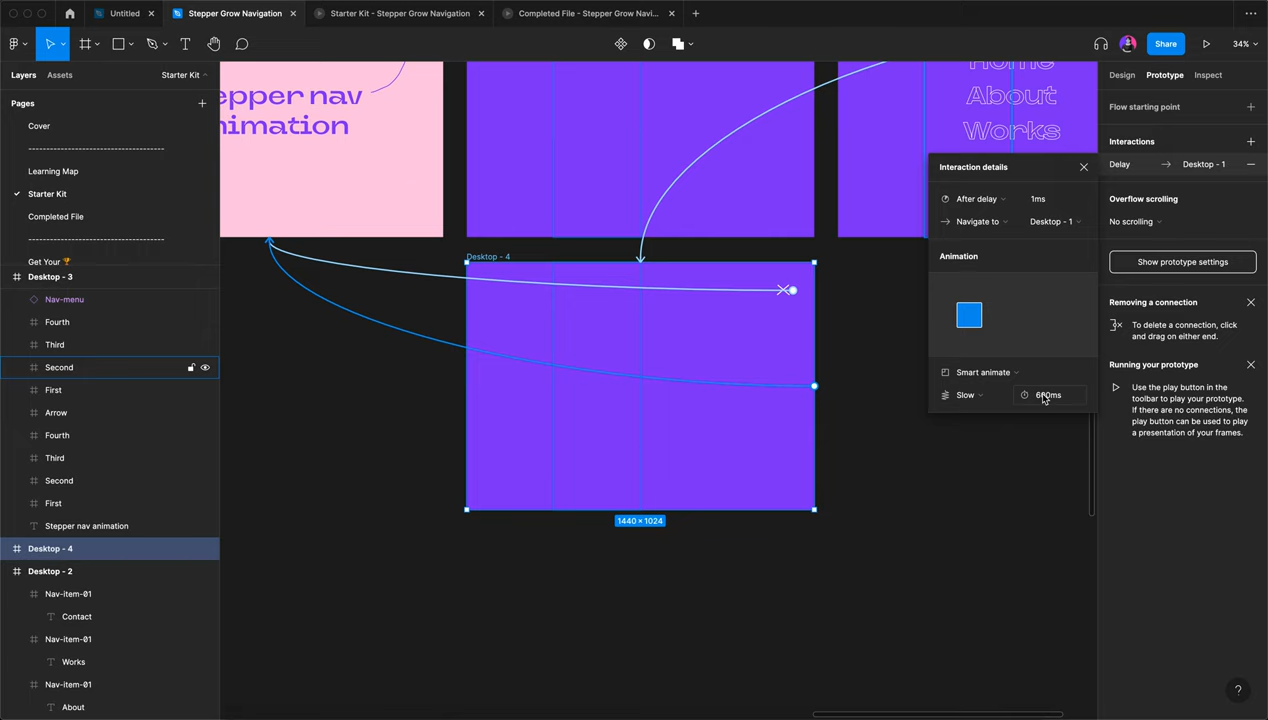 Untitled
Stepper Grow Navigation
Starter Kit - Stepper Grow Navigation
Completed File - Stepper Grow Navi...
Share
34%
Layers
Assets
Starter Kit
Pages
Cover
--------------------------------------
Learning Map
Starter Kit
Completed File
--------------------------------------
Get Your 🏆
Desktop - 3
Nav-menu
Fourth
Third
Second
First
Arrow
Fourth
Third
Second
First
Stepper nav animation
Desktop - 4
Desktop - 2
Nav-item-01
Contact
Nav-item-01
Works
Nav-item-01
About
epper nav
nimation
Home
About
Works
Desktop - 4
1440 × 1024
Interaction details
After delay
1ms
Navigate to
Desktop - 1
Animation
Smart animate
Slow
Design
Prototype
Inspect
Flow starting point
Interactions
Delay
Desktop - 1
Overflow scrolling
No scrolling
Show prototype settings
Removing a connection
To delete a connection, click
and drag on either end.
Running your prototype
Use the play button in the
toolbar to play your prototype.
If there are no connections, the
play button can be used to play
a presentation of your frames.
?